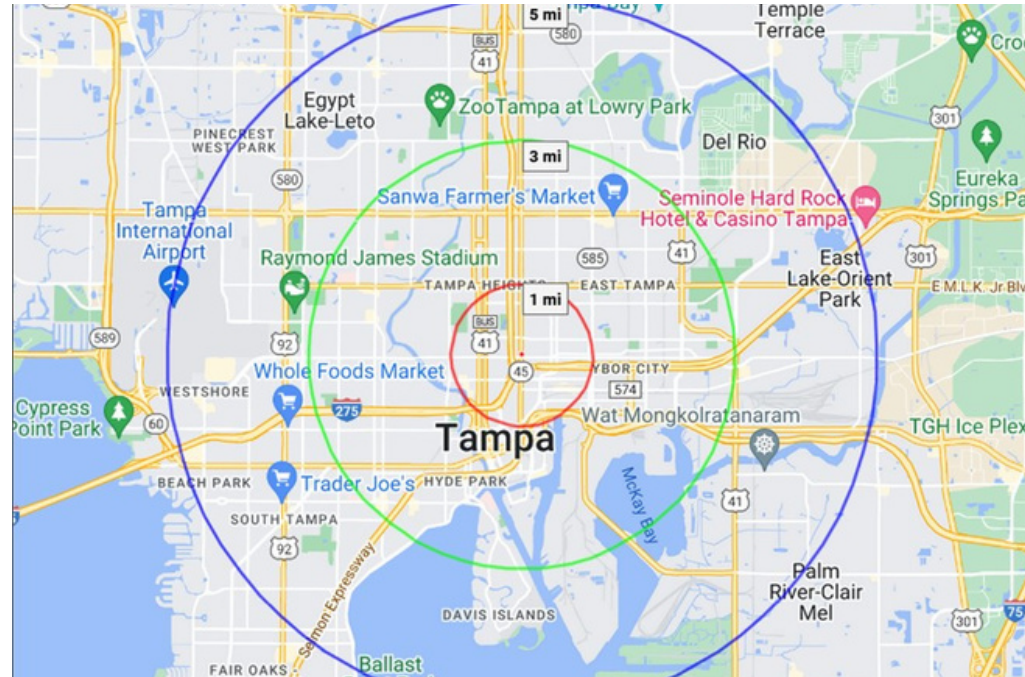 5 mi
mpa Bay
580
Temple
Terrace
BUS
41
Cro
Egypt
Lake-Leto
ZooTampa at Lowry Park
301
PINECREST
WEST PARK
Del Rio
3 mi
580
Sanwa Farmer's Market
Seminole Hard Rock
Hotel & Casino Tampa
Eureka
Springs Pa
Tampa
International
Airport
Raymond James Stadium
585
41
301
East
Lake-Orient
Park
TAMPA HEIGHTS
EAST TAMPA
E M.L.K. Jr Blv
1 mi
BUS
41
589
92
Whole Foods Market
45
YBOR CITY
574
WESTSHORE
275
Cypress
Point Park
60
Wat Mongkolratanaram
TGH Ice Plex
Tampa
BEACH PARK
Trader Joe's
HYDE PARK
McKay Bay
41
SOUTH TAMPA
92
Selmon Expressway
Palm
River-Clair
Mel
DAVIS ISLANDS
75
301
FAIR OAKS
Ballast